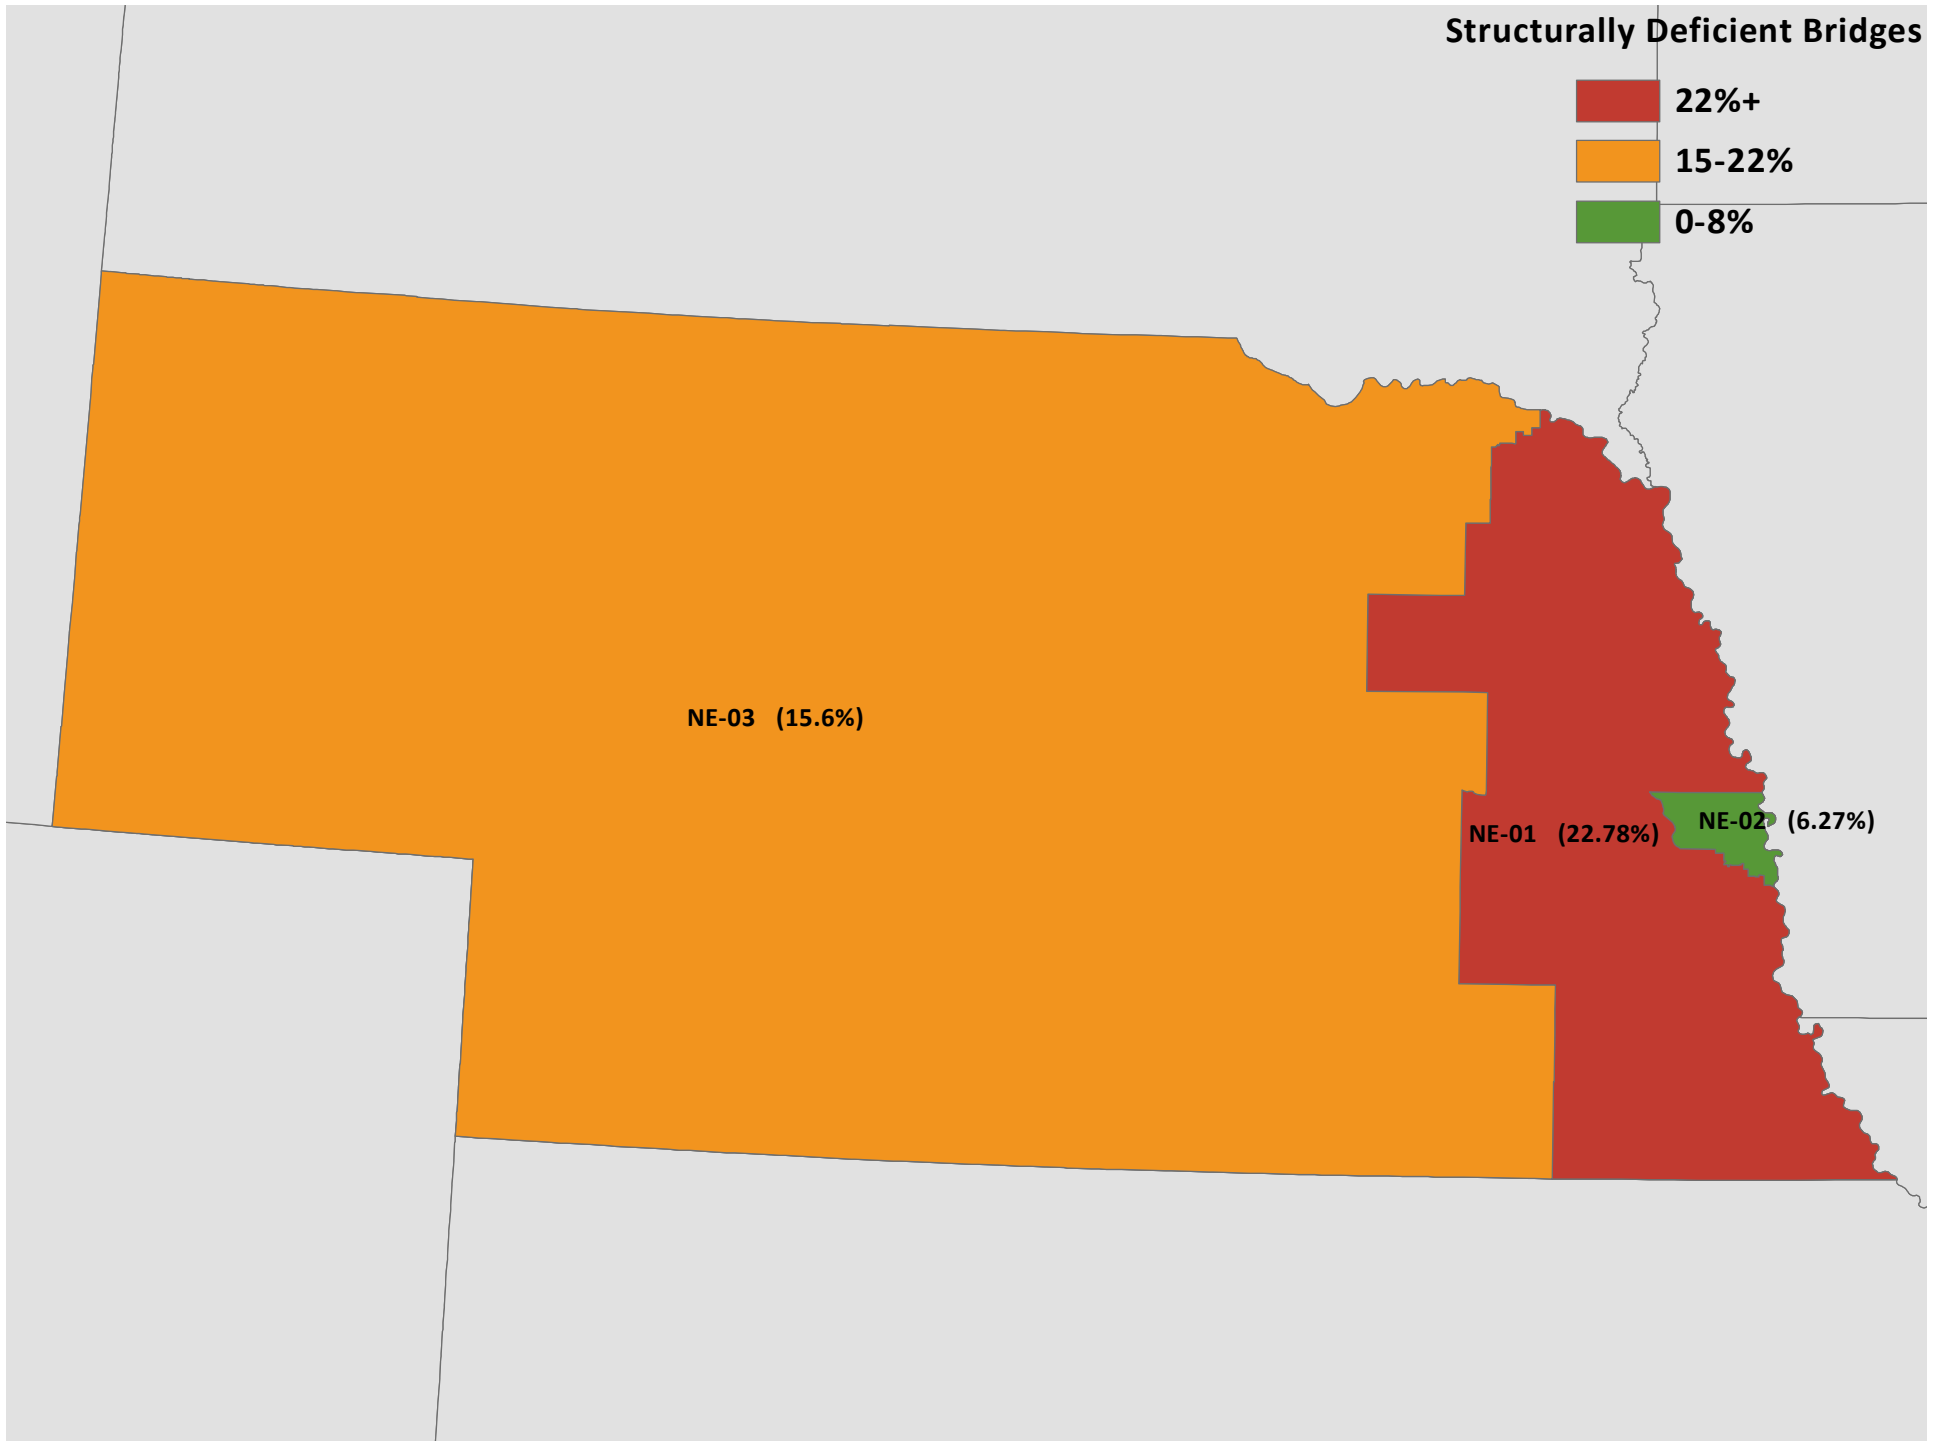 Structurally Deficient Bridges
22%+
15-22%
0-8%
NE-03 (15.6%)
NE-02 (6.27%)
NE-01 (22.78%)